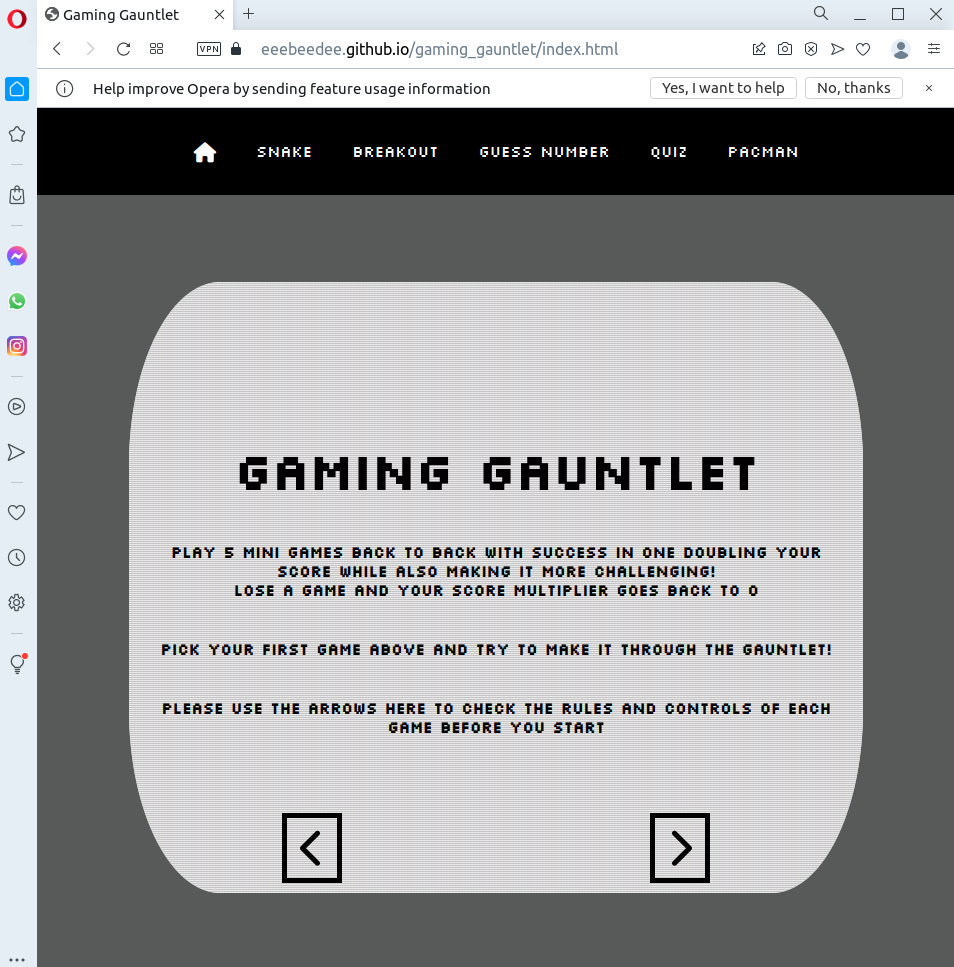 Gaming Gauntlet
VPN
eeebeedee.github.io/gaming_gauntlet/index.html
Help improve Opera by sending feature usage information
Yes, I want to help
No, thanks
SNAKE
BREAKOUT
GUESS NUMBER
QUIZ
PACMAN
GAMING GAUNTLET
PLAY 5 MINI GAMES BACK TO BACK WITH SUCCESS IN ONE DOUBLING YOUR
SCORE WHILE ALSO MAKING IT MORE CHALLENGING!
LOSE A GAME AND YOUR SCORE MULTIPLIER GOES BACK TO 0
PICK YOUR FIRST GAME ABOVE AND TRY TO MAKE IT THROUGH THE GAUNTLET!
PLEASE USE THE ARROWS HERE TO CHECK THE RULES AND CONTROLS OF EACH
GAME BEFORE YOU START